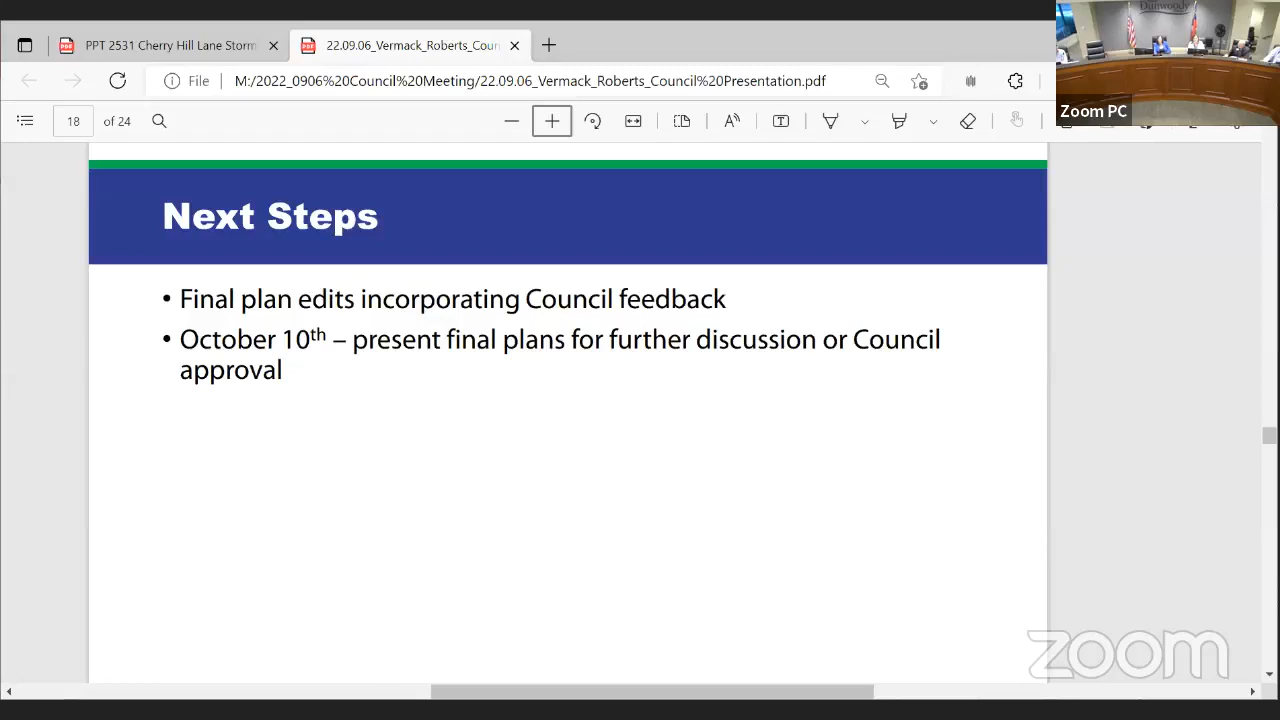 PPT 2531 Cherry Hill Lane Storm
22.09.06_Vermack_Roberts_Coun
File
M:/2022_0906%20Council%20Meeting/22.09.06_Vermack_Roberts_Council%20Presentation.pdf
Dunwoody
Zoom PC
18 of 24
Next Steps
• Final plan edits incorporating Council feedback
• October 10th – present final plans for further discussion or Council
approval
zoom